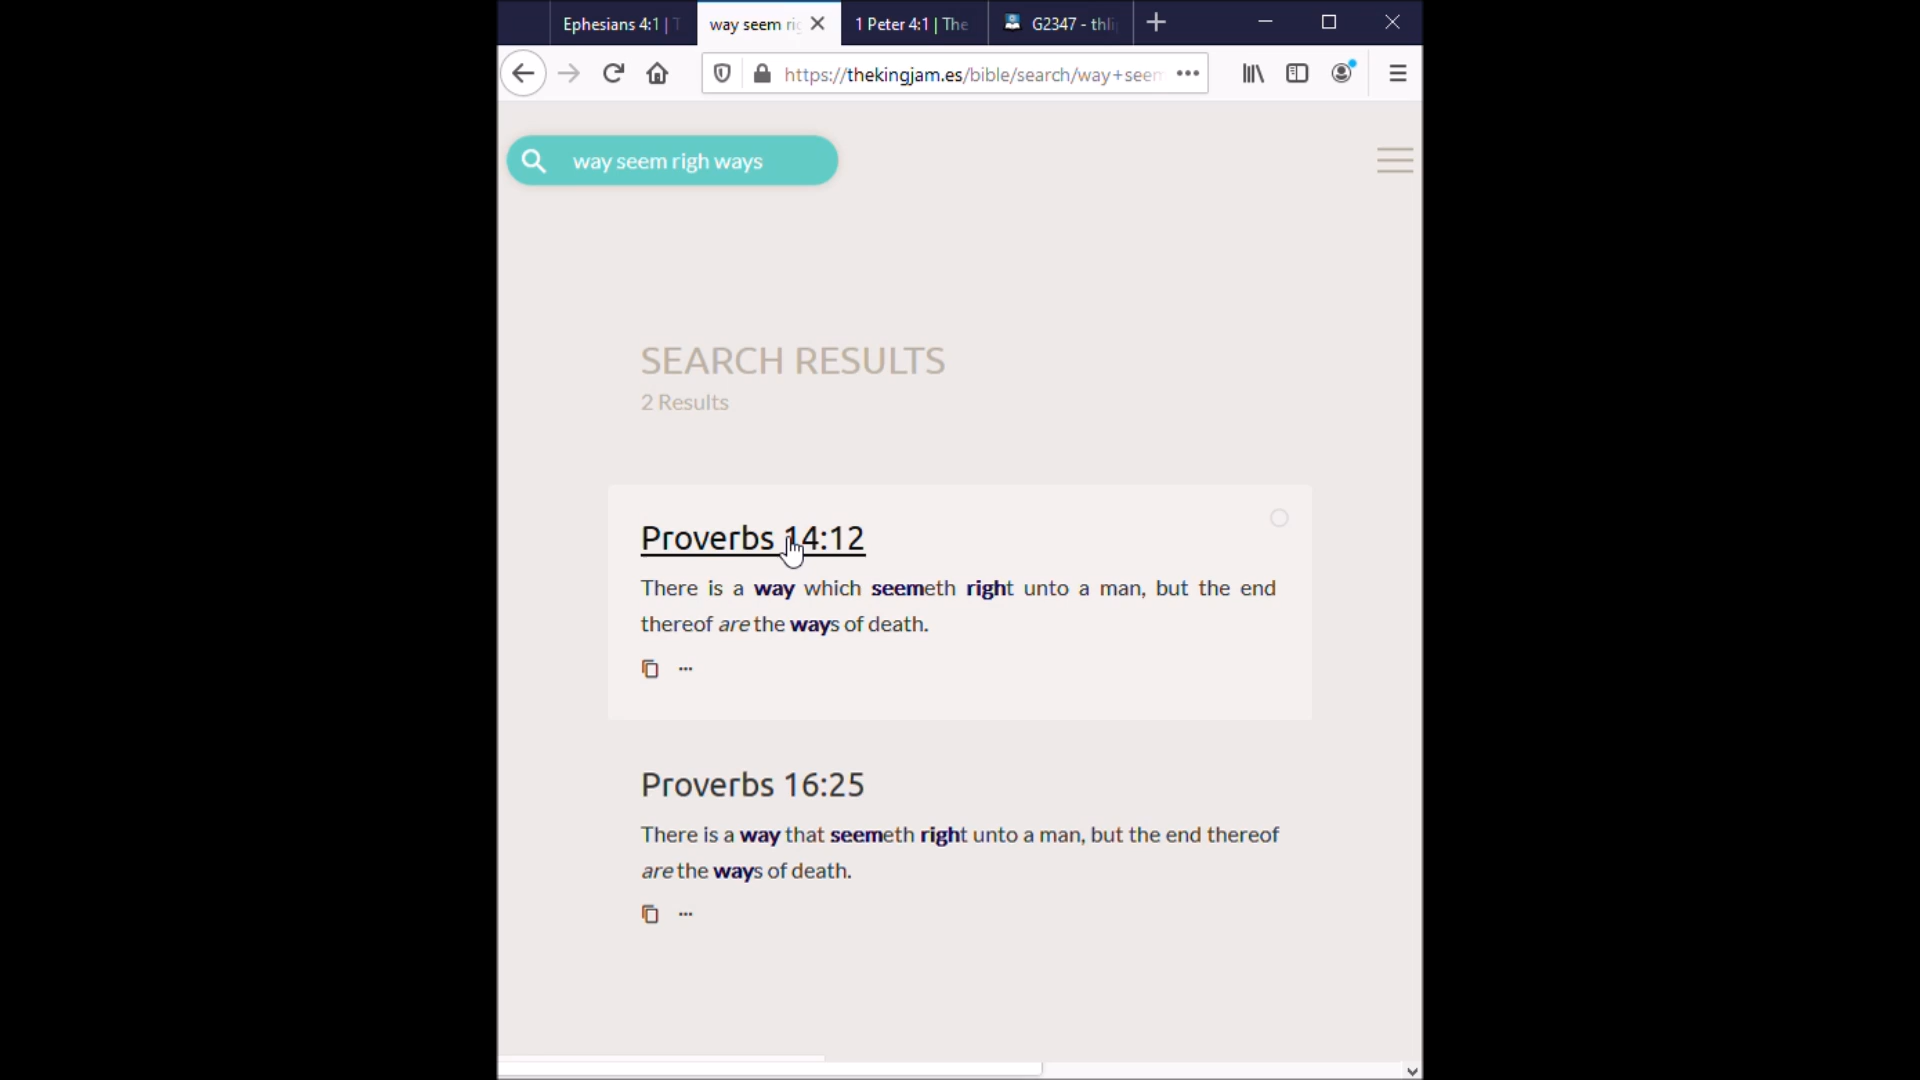 Ephesians 4:1 | T
way seem ri
1 Peter 4:1 | The
G2347 - thli
https://thekingjam.es/bible/search/way+seem
way seem righ ways
SEARCH RESULTS
2 Results
Proverbs 14:12
There is a way which seemeth right unto a man, but the end
thereof are the ways of death.
Proverbs 16:25
There is a way that seemeth right unto a man, but the end thereof
are the ways of death.